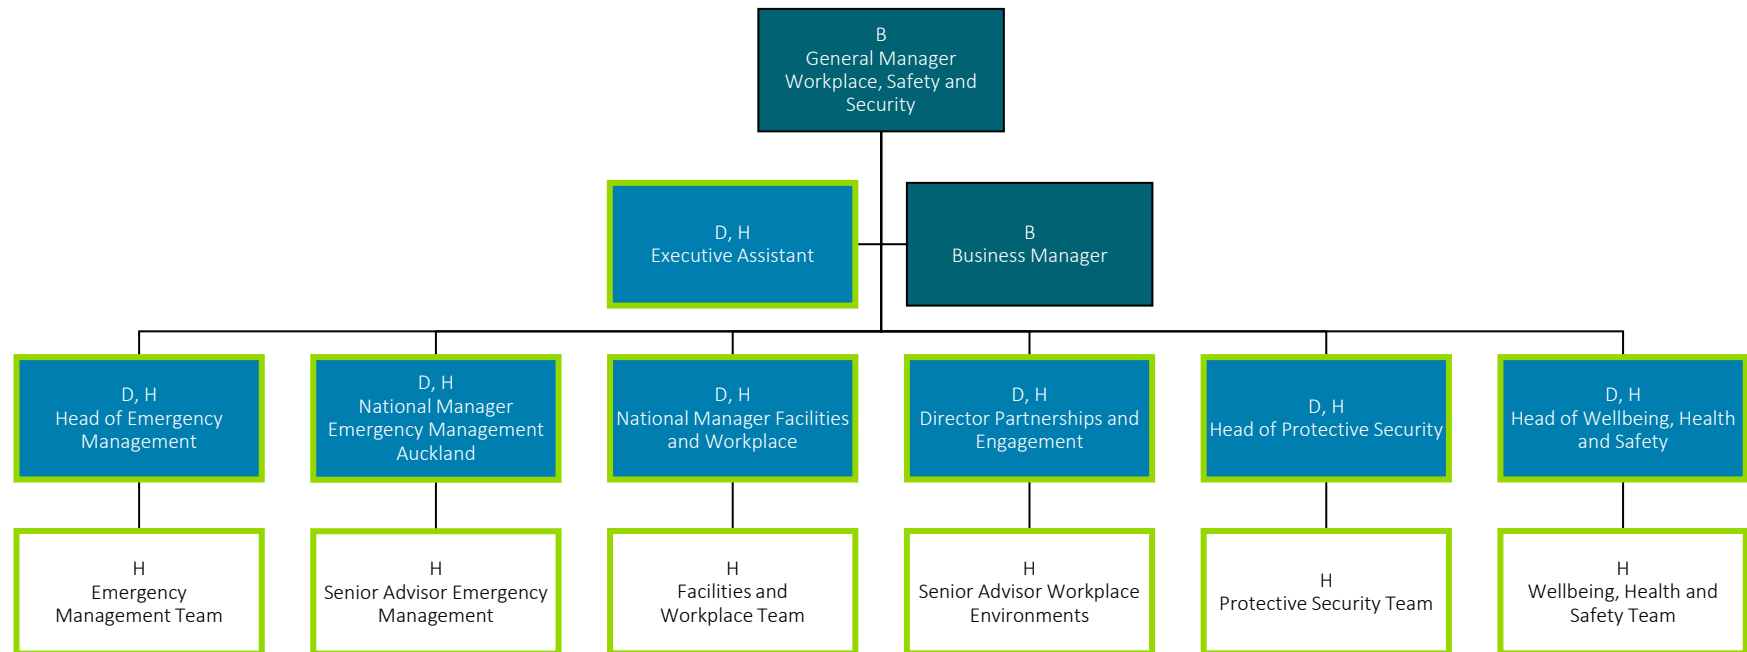 B
General Manager
Workplace, Safety and
Security
D, H
Executive Assistant
B
Business Manager
D, H
Head of Emergency
Management
D, H
National Manager
Emergency Management
Auckland
D, H
National Manager Facilities
and Workplace
D, H
Director Partnerships and
Engagement
D, H
Head of Protective Security
D, H
Head of Wellbeing, Health
and Safety
H
Emergency
Management Team
H
Senior Advisor Emergency
Management
H
Facilities and
Workplace Team
H
Senior Advisor Workplace
Environments
H
Protective Security Team
H
Wellbeing, Health and
Safety Team